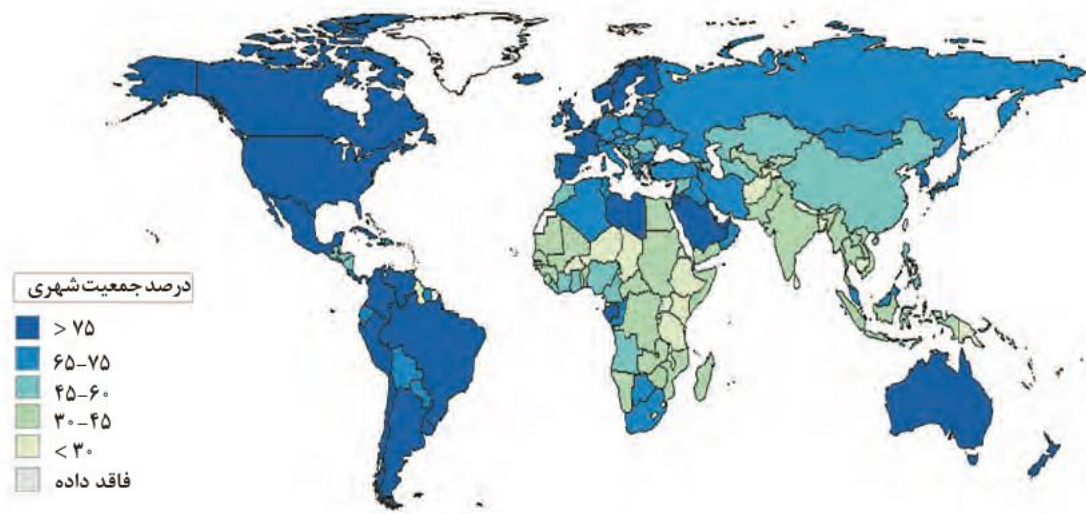 درصد جمعیت شهری
> ۷۵
۶۵-۷۵
۴۵-۶۰
۳۰-۴۵
< ۳۰
فاقد داده